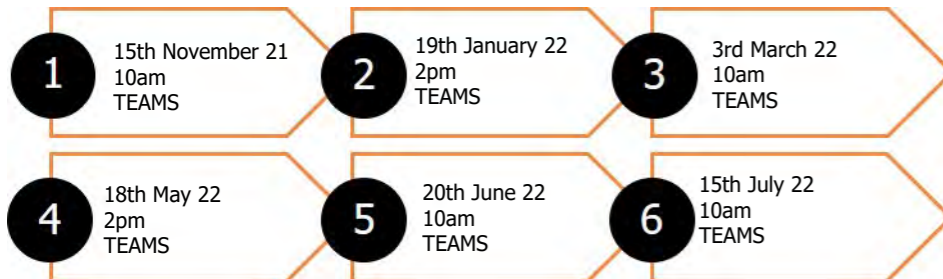 1
15th November 21
10am
TEAMS
2
19th January 22
2pm
TEAMS
3
3rd March 22
10am
TEAMS
4
18th May 22
2pm
TEAMS
5
20th June 22
10am
TEAMS
6
15th July 22
10am
TEAMS